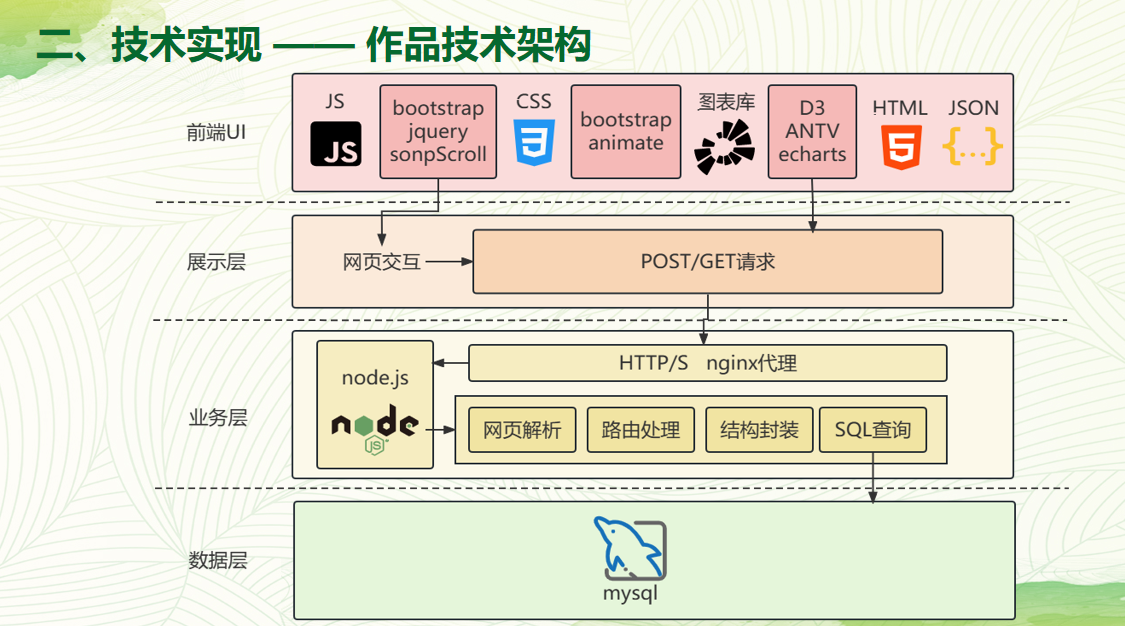 二、技术实现 —— 作品技术架构
前端UI
JS
JS
bootstrap
jquery
sonpScroll
CSS
3
bootstrap
animate
图表库
D3
ANTV
echarts
HTML
5
JSON
{...}
展示层
网页交互
POST/GET请求
业务层
node.js
node
JS
HTTP/S nginx代理
网页解析
路由处理
结构封装
SQL查询
数据层
mysql